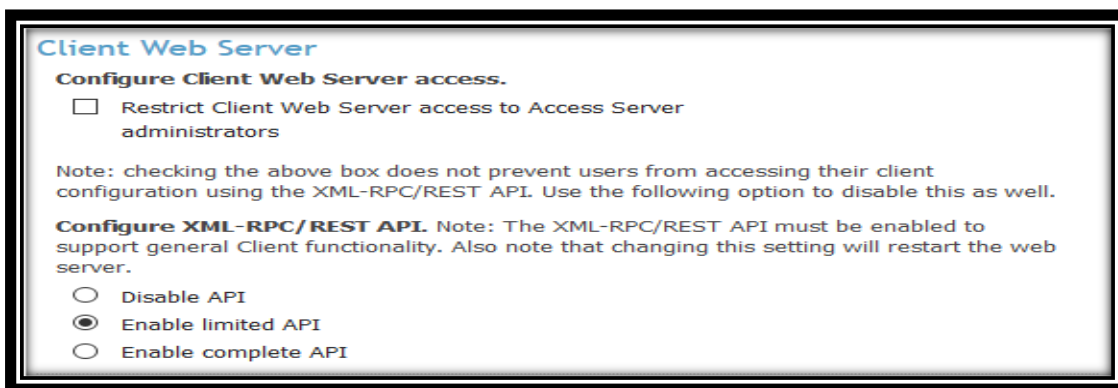 Client Web Server
Configure Client Web Server access.
Restrict Client Web Server access to Access Server
administrators
Note: checking the above box does not prevent users from accessing their client
configuration using the XML-RPC/REST API. Use the following option to disable this as well.
Configure XML-RPC/REST API. Note: The XML-RPC/REST API must be enabled to
support general Client functionality. Also note that changing this setting will restart the web
server.
Disable API
Enable limited API
Enable complete API